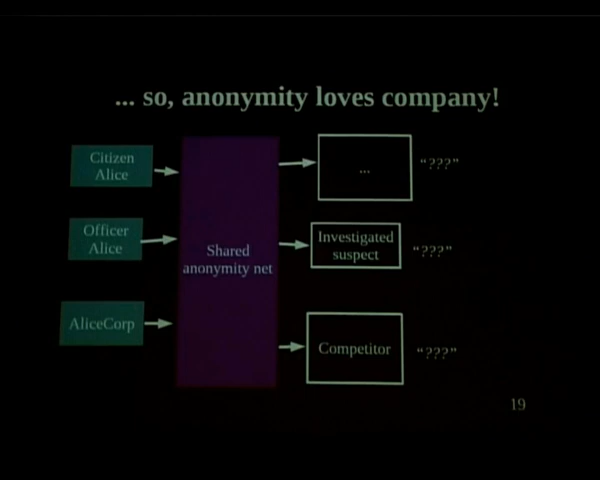 ... so, anonymity loves company!
Citizen
Alice
...
“???”
Officer
Alice
Shared
anonymity net
Investigated
suspect
“???”
AliceCorp
Competitor
“???”
19